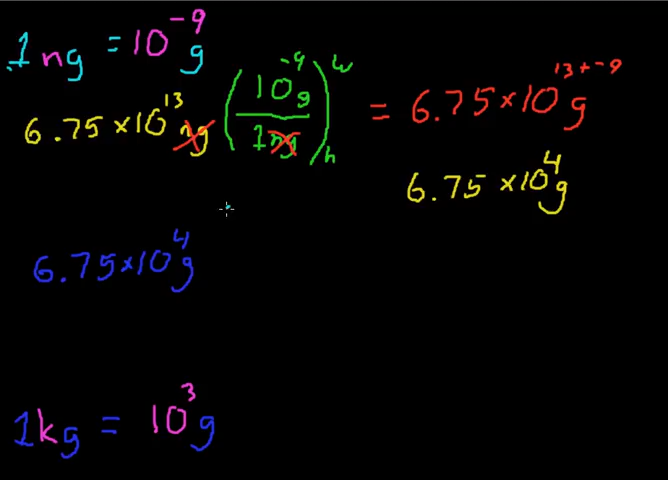 1 ng = 10^-9 g
6.75 × 10^13 ng (10^-9 g / 1 ng) w/h = 6.75 × 10^13+-9 g
6.75 × 10^4 g
6.75 × 10^4 g
1 kg = 10^3 g